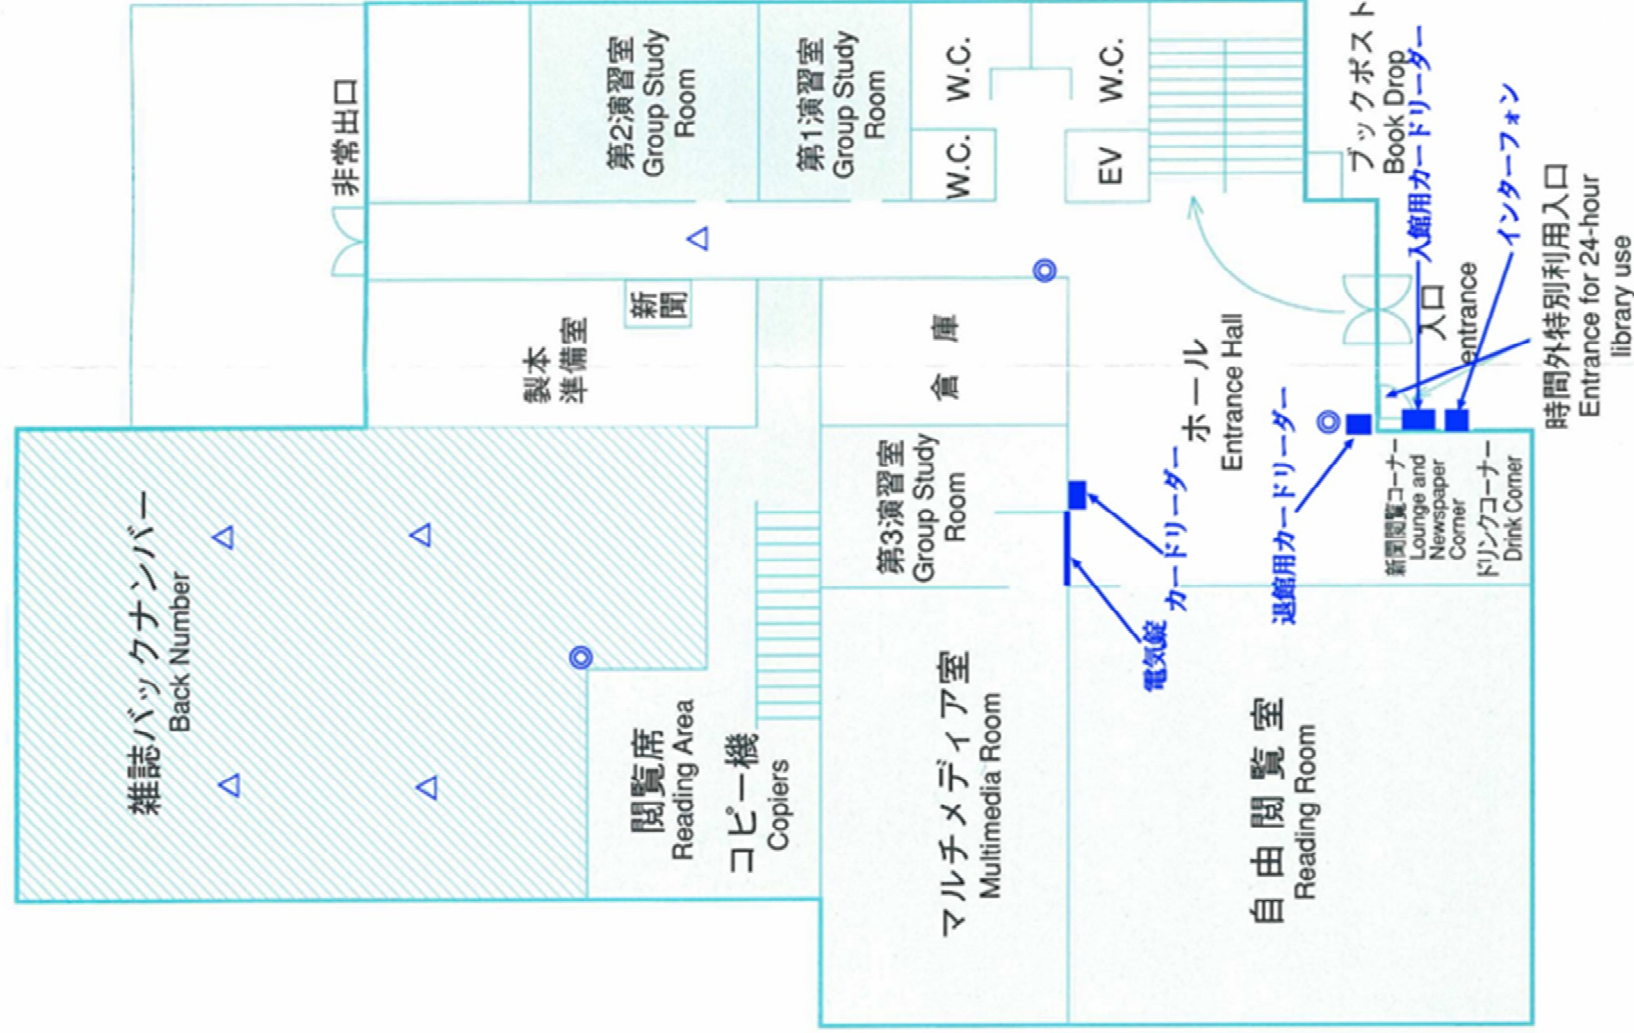 雑誌バックナンバー
Back Number
非常出口
第2演習室
Group Study
Room
第1演習室
Group Study
Room
W.C.
W.C.
W.C.
EV
製本
準備室
新聞
倉庫
第3演習室
Group Study
Room
閲覧席
Reading Area
コピー機
Copiers
マルチメディア室
Multimedia Room
自由閲覧室
Reading Room
ホール
Entrance Hall
カードリーダー
電気錠
退館用カードリーダー
新聞閲覧コーナー
Lounge and
Newspaper
Corner
ドリンクコーナー
Drink Corner
ブックポスト
Book Drop
入館用カードリーダー
インターフォン
入口
entrance
時間外特別利用入口
Entrance for 24-hour
library use